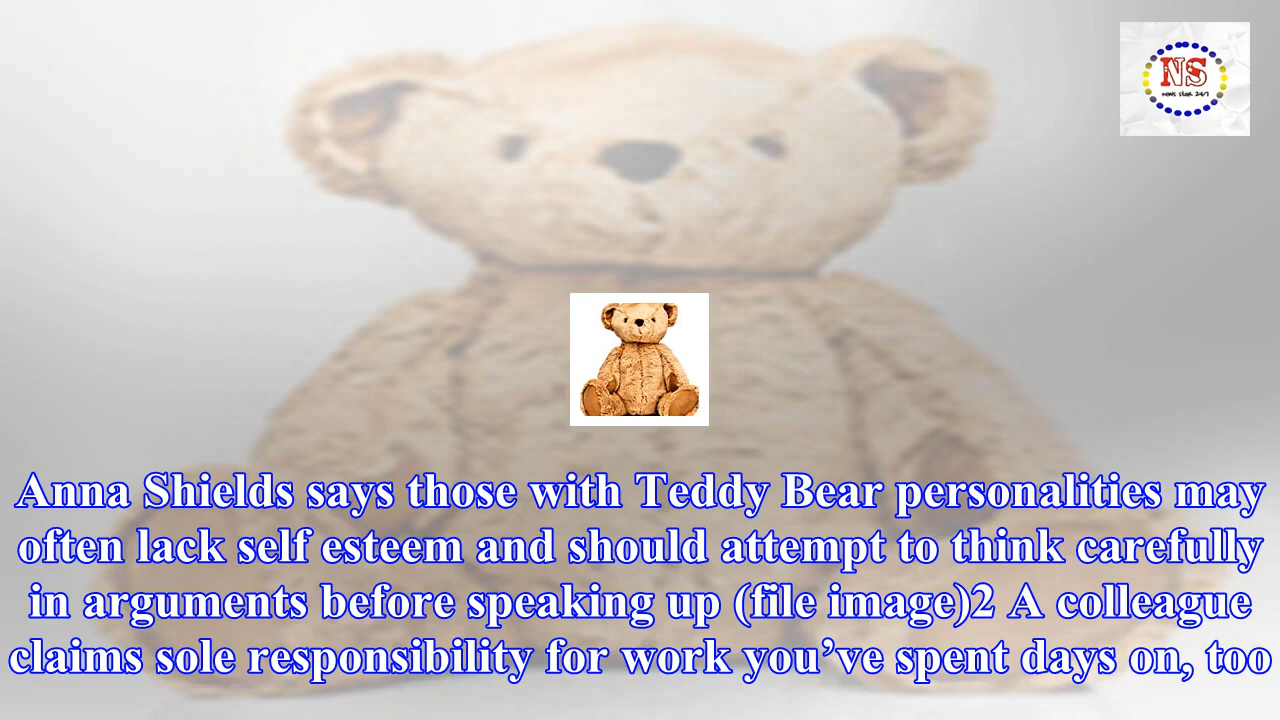 NS
news star 24/7
Anna Shields says those with Teddy Bear personalities may
often lack self esteem and should attempt to think carefully
in arguments before speaking up (file image)2 A colleague
claims sole responsibility for work you’ve spent days on, too